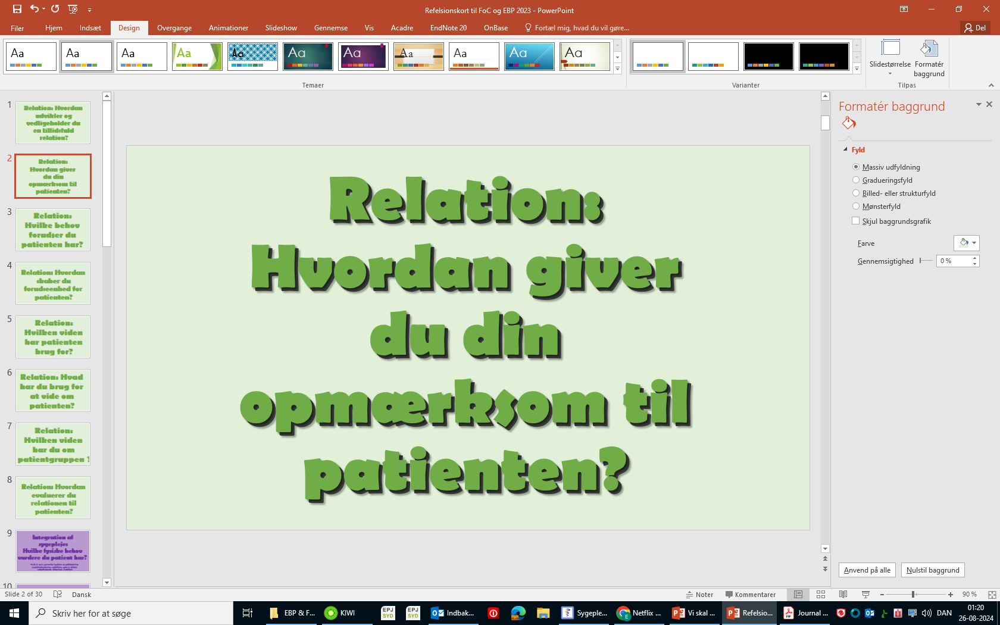 Refelsionskort til FoC og EBP 2023 - PowerPoint
Filer Hjem Indsæt Design Overgange Animationer Slideshow Gennemse Vis Acadre EndNote 20 OnBase Fortæl mig, hvad du vil gøre... Del
Aa Aa Aa Aa Aa Aa Aa Aa Aa Aa Aa
Slidestørrelse Formatér baggrund
Temaer Varianter Tilpas
1
Relation: Hvordan
udvikler og
vedligeholder du
en tillidsfuld
relation?
2
Relation:
Hvordan giver
du din
opmærksom til
patienten?
3
Relation:
Hvilke behov
forudser du
patienten har?
4
Relation: Hvordan
skaber du
forudseenhed for
patienten?
5
Relation:
Hvilken viden
har patienten
brug for?
6
Relation: Hvad
har du brug for
at vide om
patienten?
7
Relation:
Hvilken viden
har du om
patientgruppen ?
8
Relation: Hvordan
evaluerer du
relationen til
patienten?
9
Integration af
sygepleje:
Hvilke fysiske behov
vurdere du patient har?
10
Relation:
Hvordan giver
du din
opmærksom til
patienten?
Formatér baggrund
Fyld
Massiv udfyldning
Gradueringsfyld
Billed- eller strukturfyld
Mønsterfyld
Skjul baggrundsgrafik
Farve
Gennemsigtighed 0 %
Anvend på alle Nulstil baggrund
Slide 2 of 30 Dansk Noter Kommentarer 90 %
Skriv her for at søge EBP & F... KIWI EPJ SYD EPJ SYD Indbak... Sygeple... Netflix ... Vi skal ... Refelsio... Journal ... DAN 01:20
26-08-2024